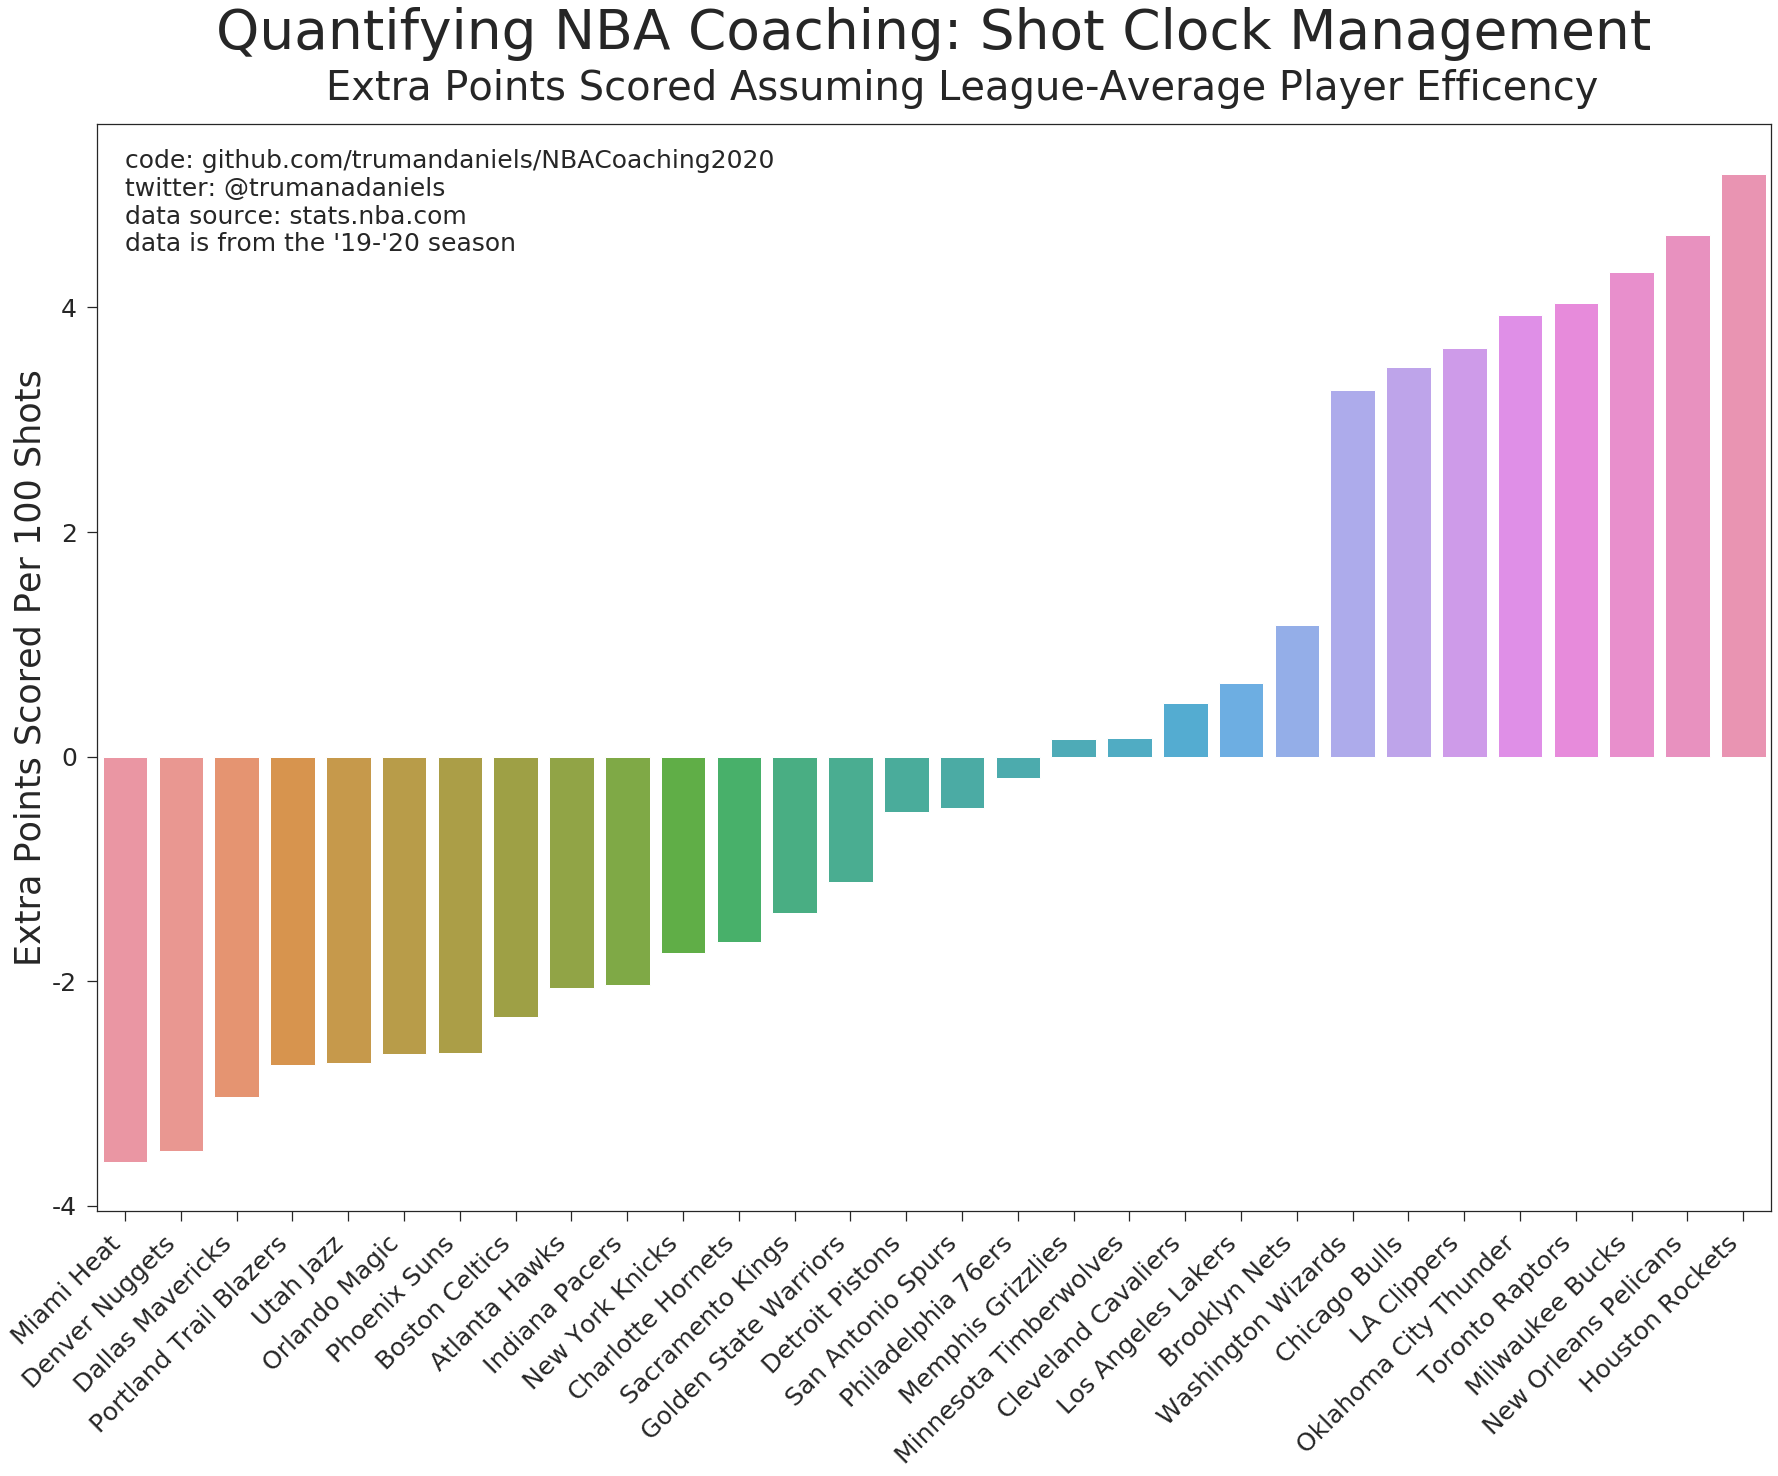 Quantifying NBA Coaching: Shot Clock Management
Extra Points Scored Assuming League-Average Player Efficency
code: github.com/trumandaniels/NBACoaching2020
twitter: @trumanadaniels
data source: stats.nba.com
data is from the '19-'20 season
Extra Points Scored Per 100 Shots
4
2
0
-2
-4
Miami Heat
Denver Nuggets
Dallas Mavericks
Portland Trail Blazers
Utah Jazz
Orlando Magic
Phoenix Suns
Boston Celtics
Atlanta Hawks
Indiana Pacers
New York Knicks
Charlotte Hornets
Sacramento Kings
Golden State Warriors
Detroit Pistons
San Antonio Spurs
Philadelphia 76ers
Memphis Grizzlies
Minnesota Timberwolves
Cleveland Cavaliers
Los Angeles Lakers
Brooklyn Nets
Washington Wizards
Chicago Bulls
LA Clippers
Oklahoma City Thunder
Toronto Raptors
Milwaukee Bucks
New Orleans Pelicans
Houston Rockets